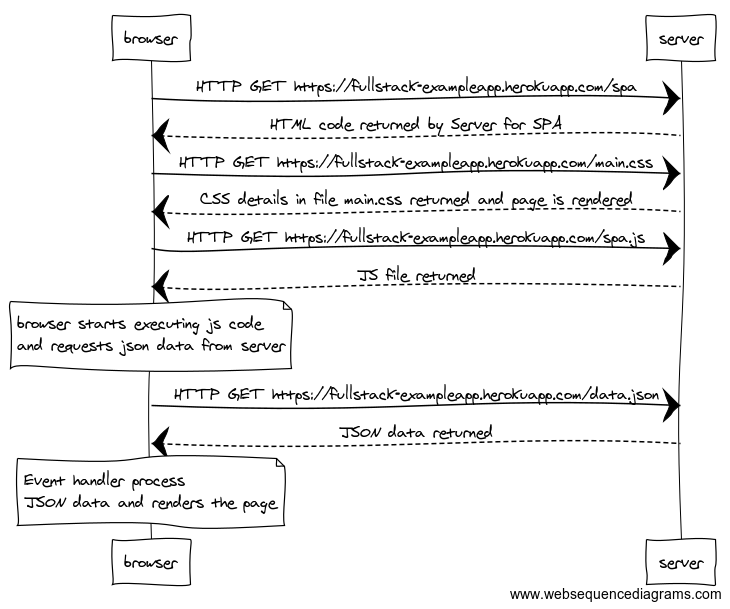 browser
server
HTTP GET https://fullstack-exampleapp.herokuapp.com/spa
HTML code returned by Server for SPA
HTTP GET https://fullstack-exampleapp.herokuapp.com/main.css
CSS details in file main.css returned and page is rendered
HTTP GET https://fullstack-exampleapp.herokuapp.com/spa.js
JS file returned
browser starts executing js code
and requests json data from server
HTTP GET https://fullstack-exampleapp.herokuapp.com/data.json
JSON data returned
Event handler process
JSON data and renders the page
browser
server
www.websequencediagrams.com